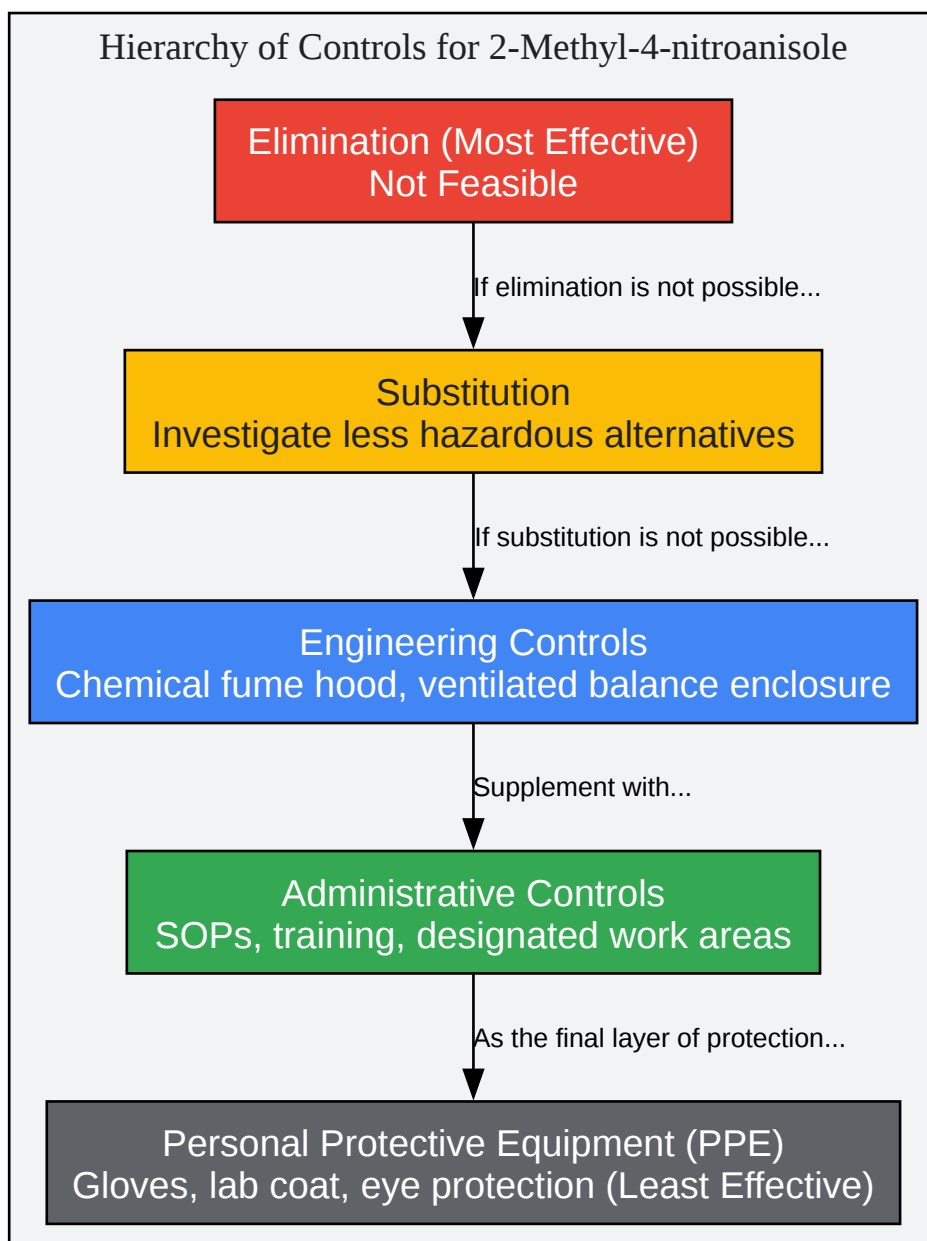 Hierarchy of Controls for 2-Methyl-4-nitroanisole
Elimination (Most Effective)
Not Feasible
If elimination is not possible...
Substitution
Investigate less hazardous alternatives
If substitution is not possible...
Engineering Controls
Chemical fume hood, ventilated balance enclosure
Supplement with...
Administrative Controls
SOPs, training, designated work areas
As the final layer of protection...
Personal Protective Equipment (PPE)
Gloves, lab coat, eye protection (Least Effective)